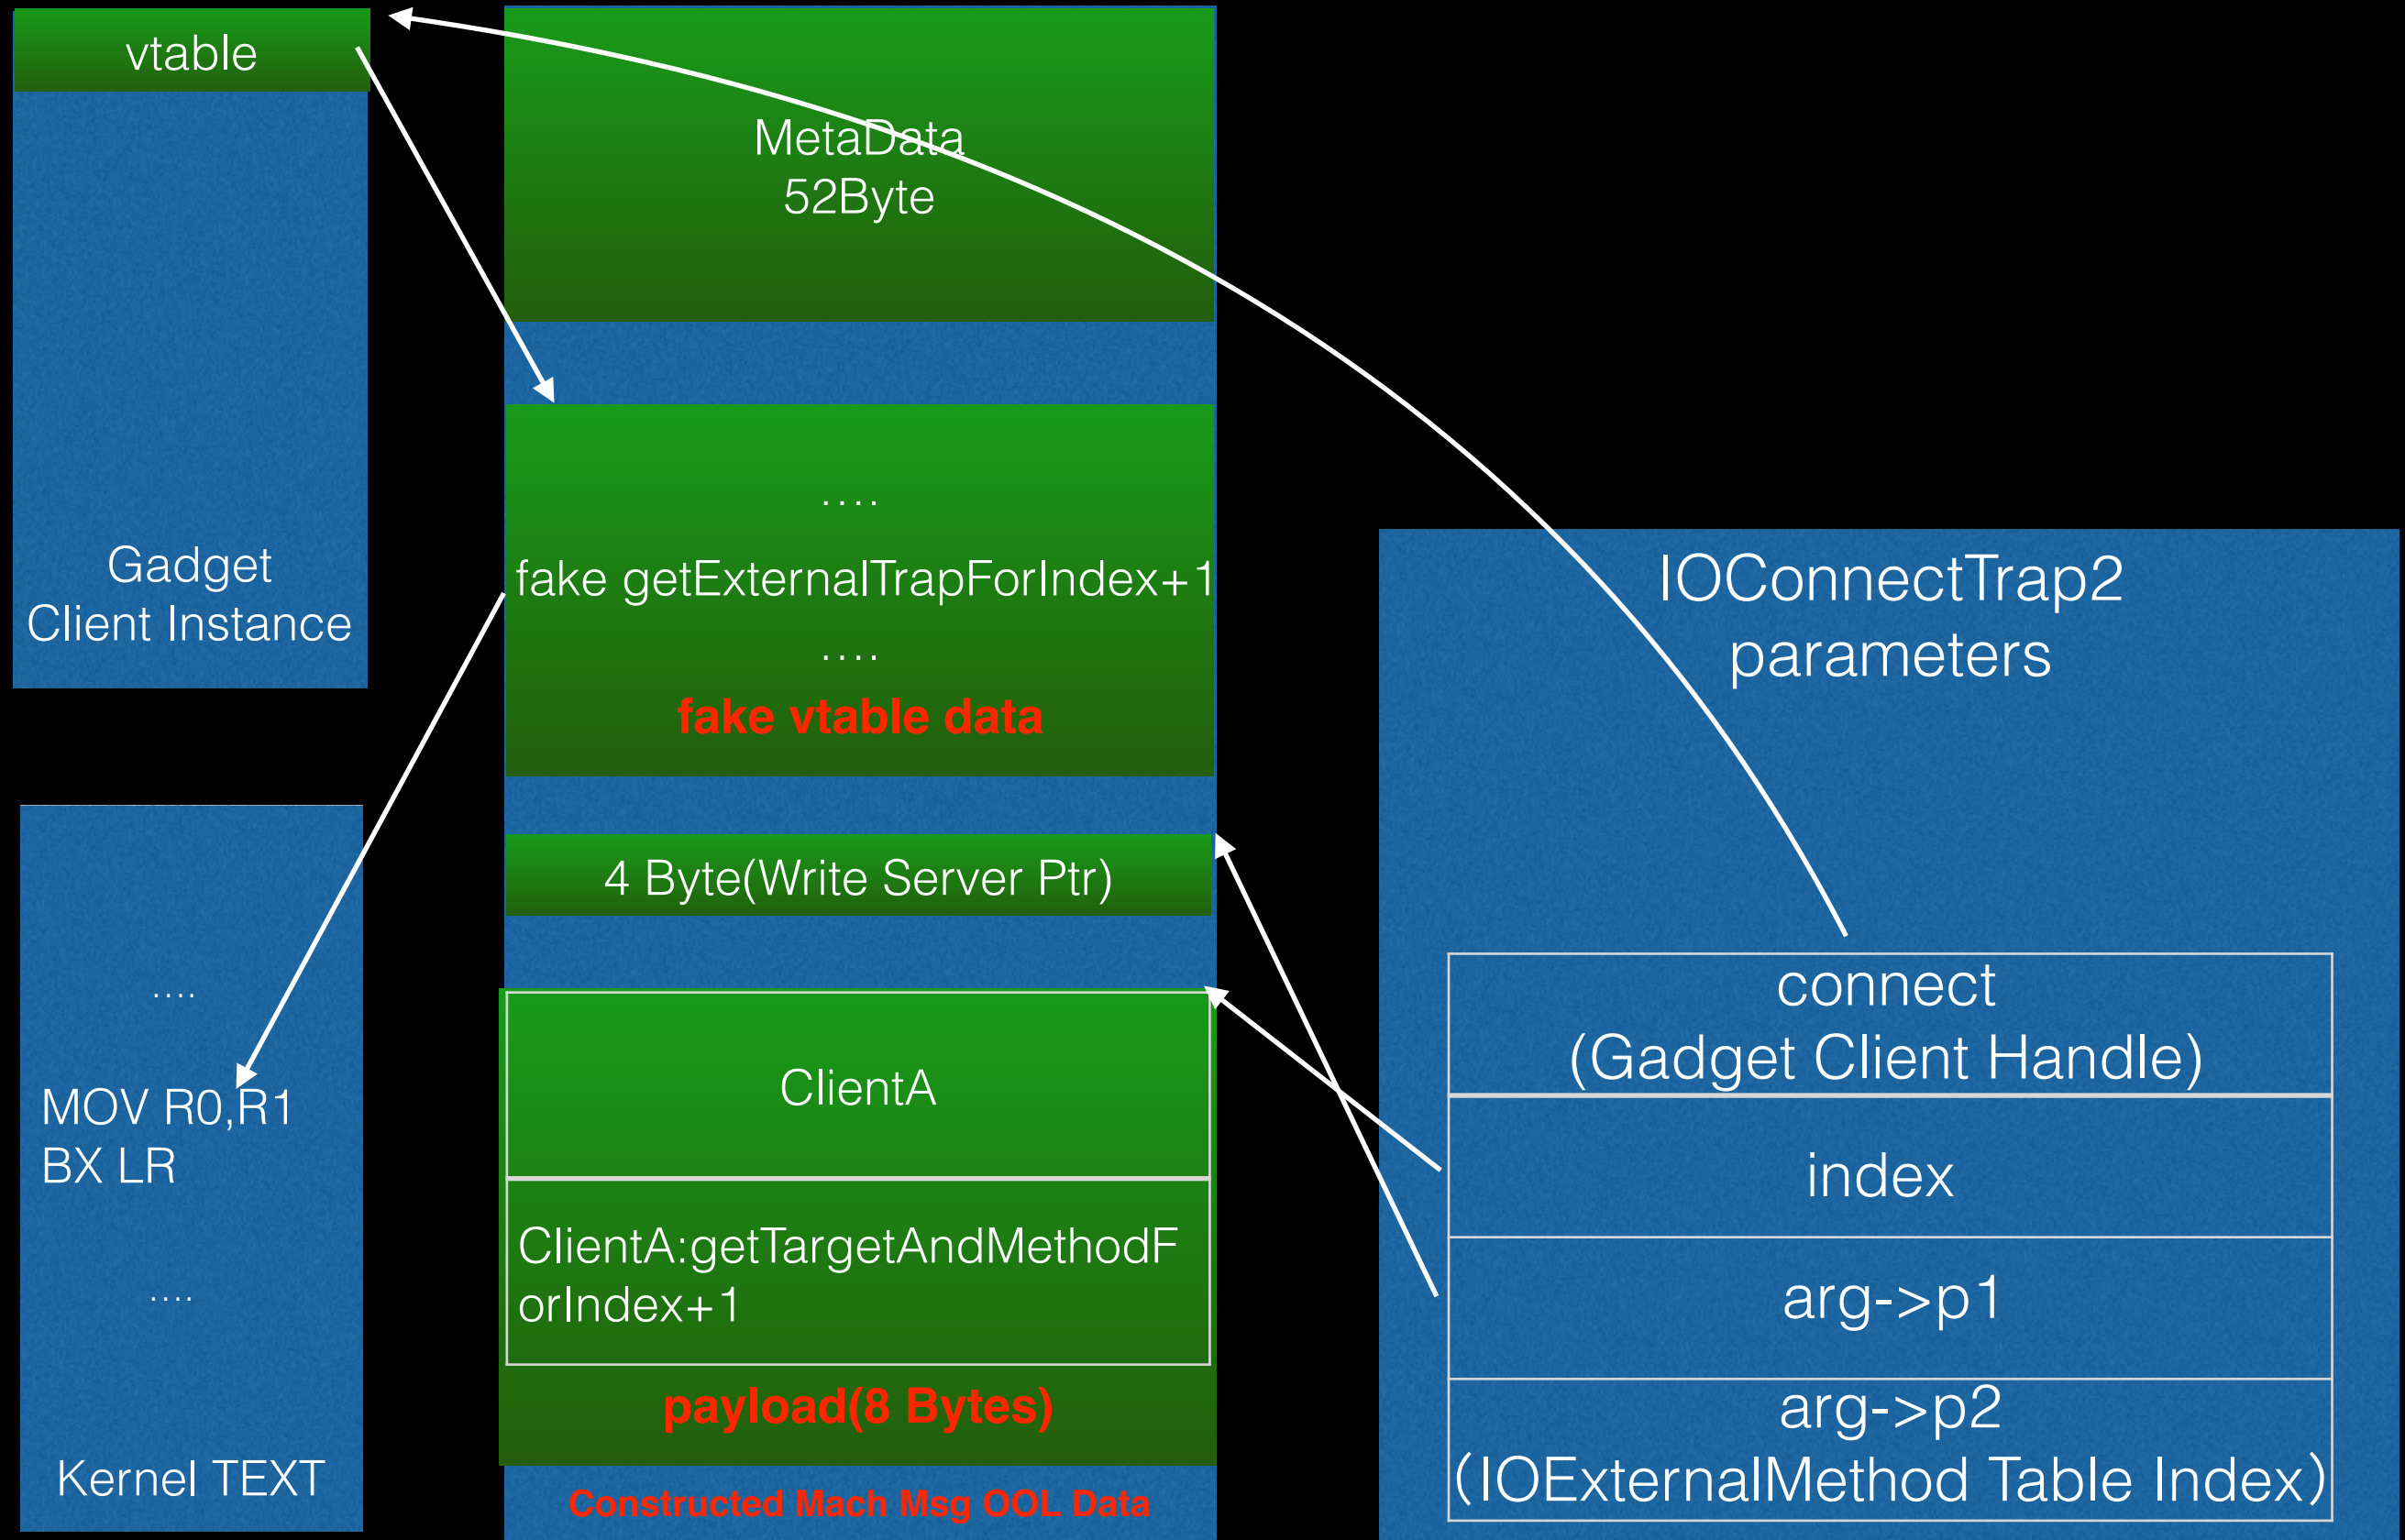 vtable
Gadget
Client Instance
....
MOV R0,R1
BX LR
....
Kernel TEXT
MetaData
52Byte
....
fake getExternalTrapForIndex+1
....
fake vtable data
4 Byte(Write Server Ptr)
ClientA
ClientA:getTargetAndMethodF
orIndex+1
payload(8 Bytes)
Constructed Mach Msg OOL Data
IOConnectTrap2
parameters
connect
(Gadget Client Handle)
index
arg->p1
arg->p2
(IOExternalMethod Table Index)